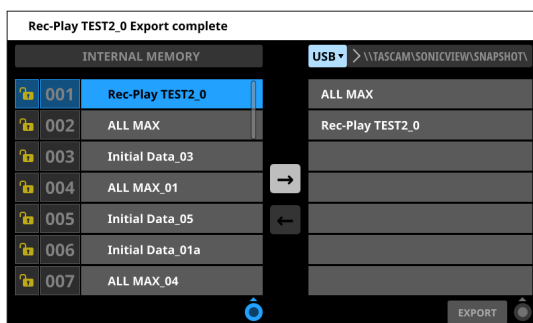 Rec-Play TEST2_0 Export complete
INTERNAL MEMORY
USB \\TASCAM\SONICVIEW\SNAPSHOT\
001 Rec-Play TEST2_0 ALL MAX
002 ALL MAX Rec-Play TEST2_0
003 Initial Data_03
004 ALL MAX_01
005 Initial Data_05
006 Initial Data_01a
007 ALL MAX_04
EXPORT